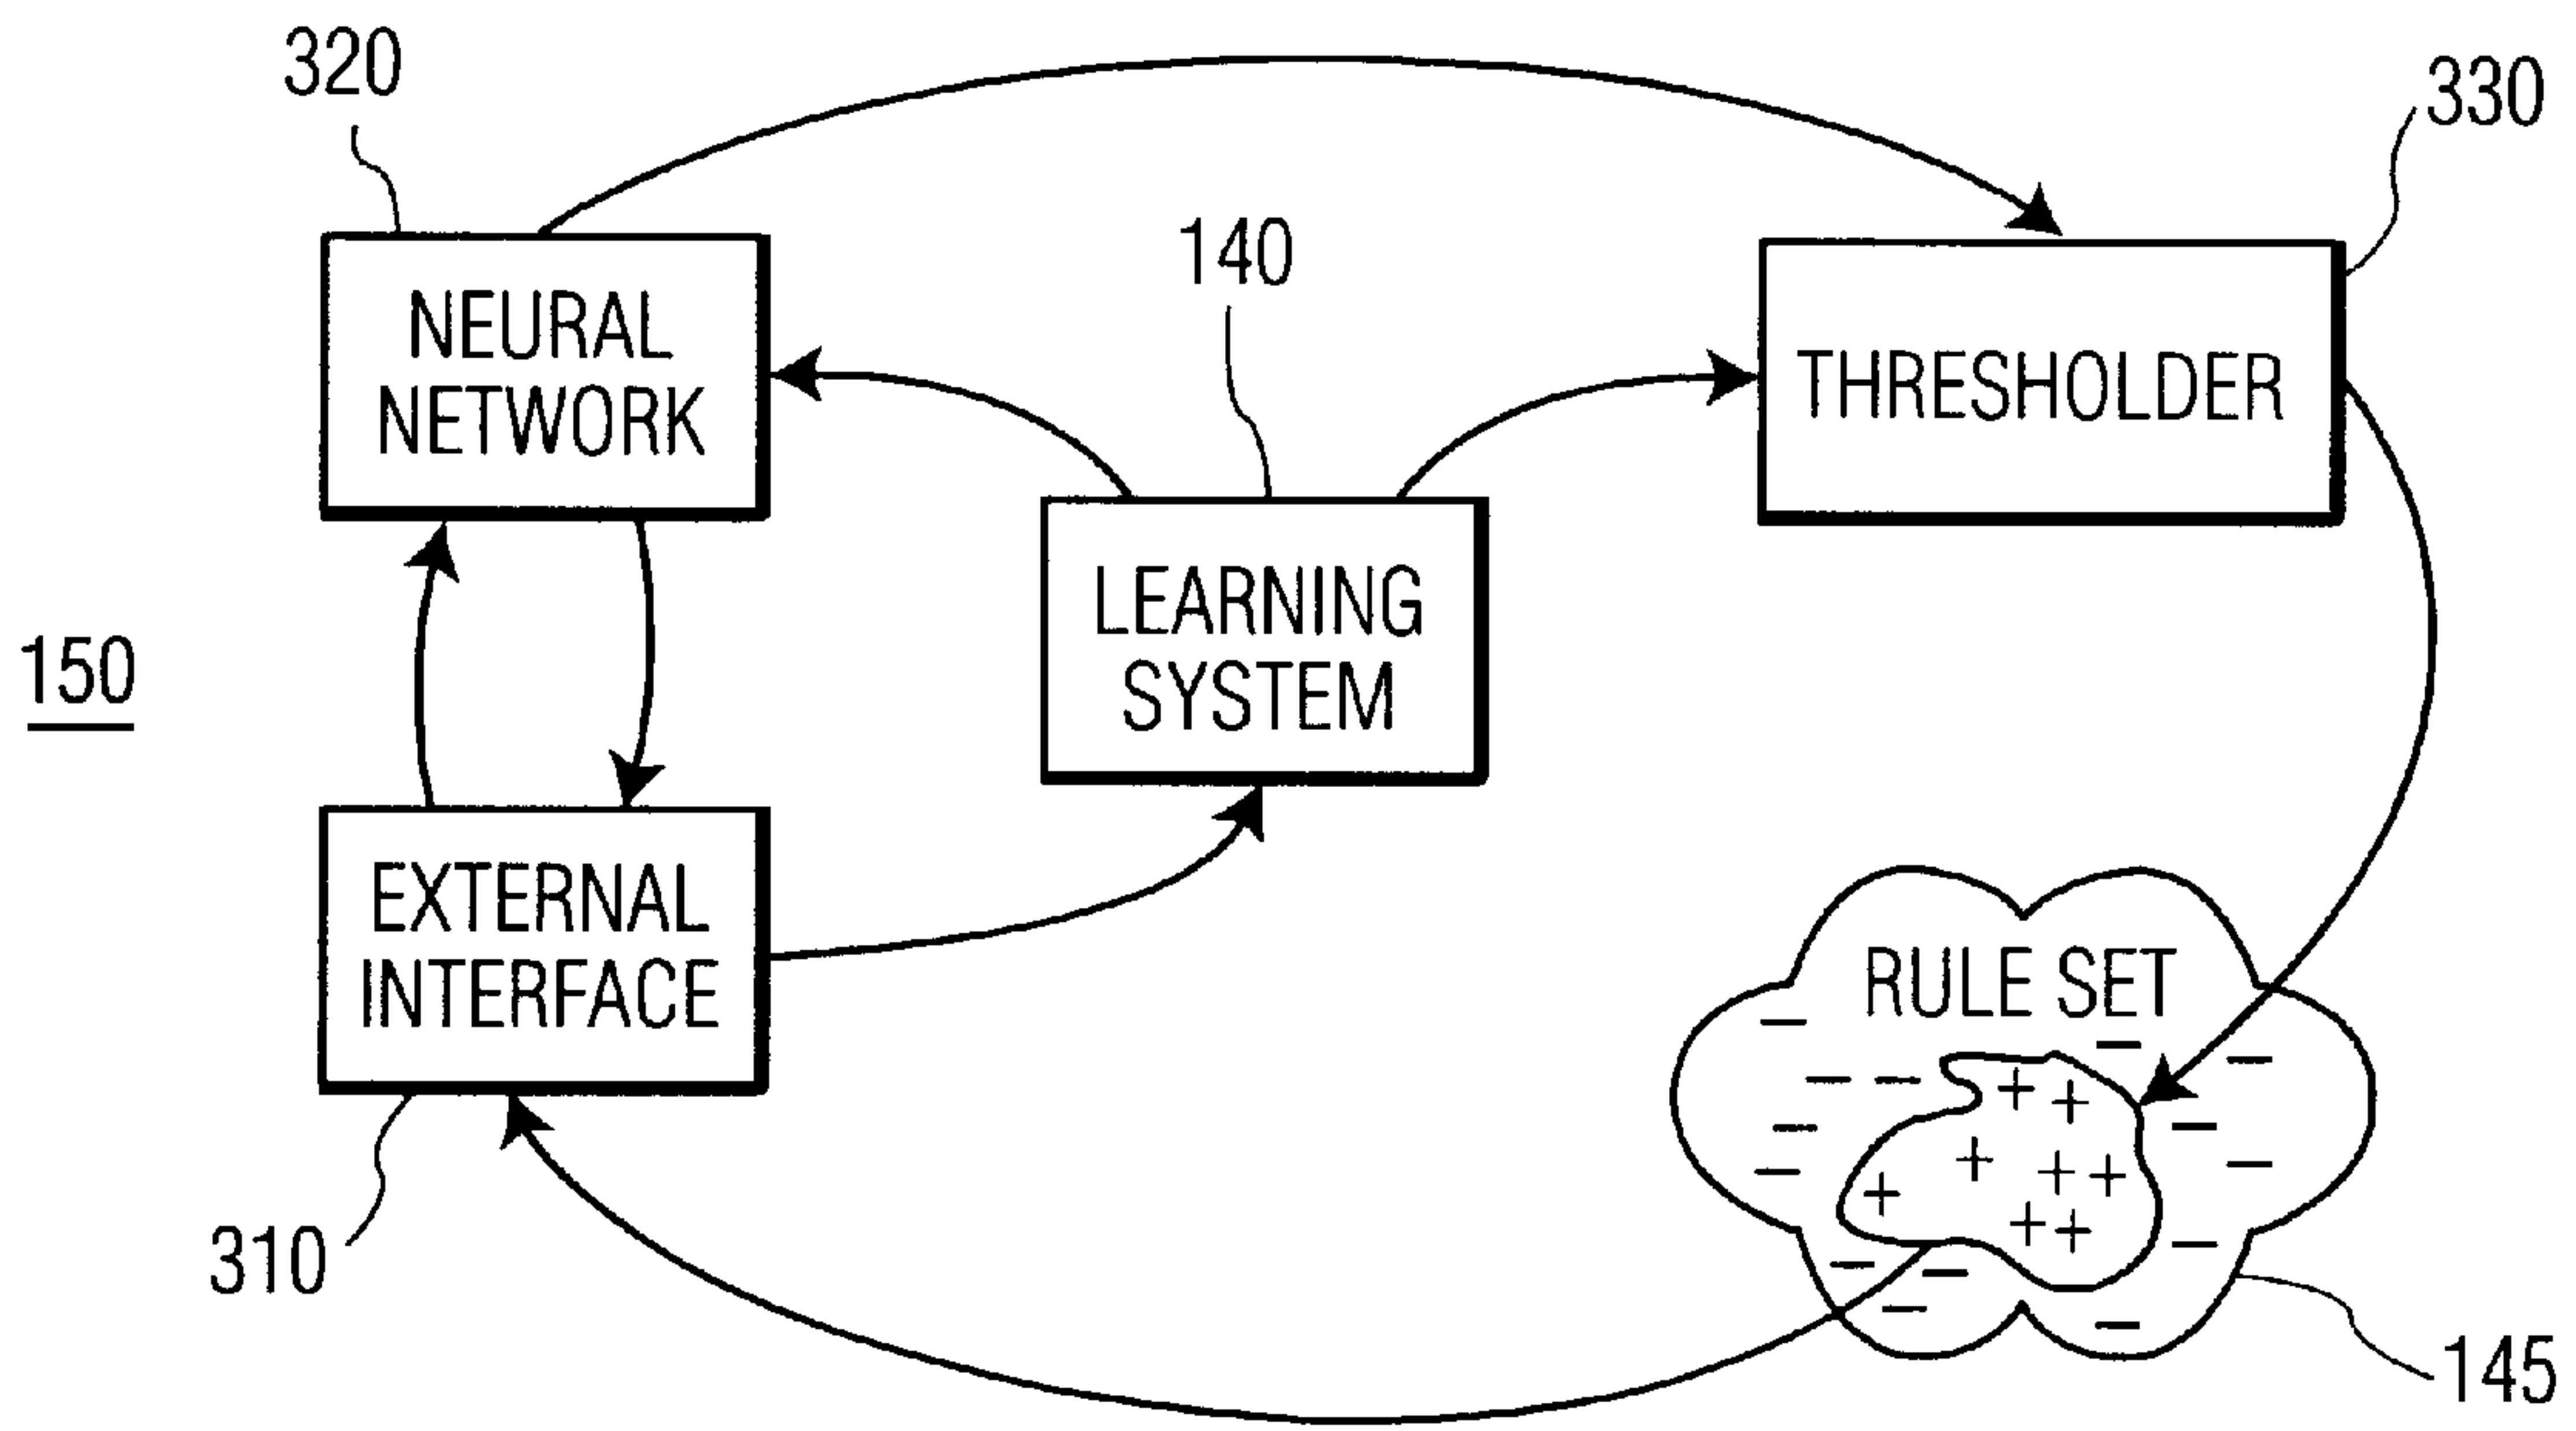 320
330
140
NEURAL
NETWORK
THRESHOLDER
LEARNING
SYSTEM
150
EXTERNAL
INTERFACE
RULE SET
310
145